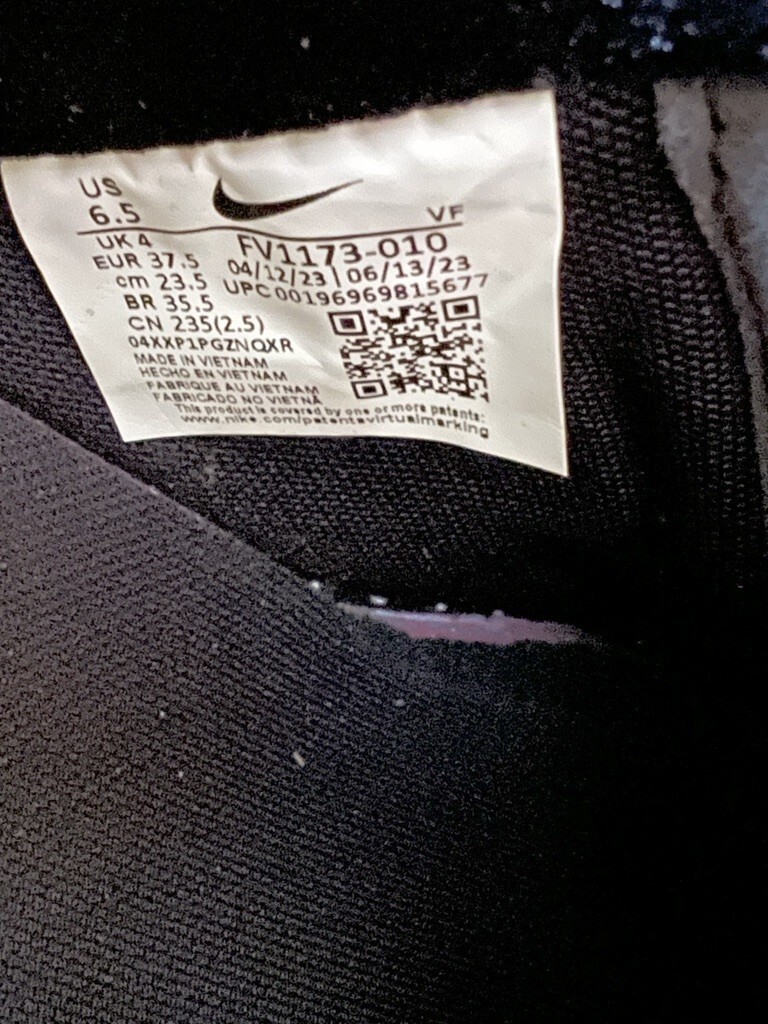 US
6.5
VF
UK 4
FV1173-010
EUR 37.5
04/12/23 | 06/13/23
cm 23.5
UPC 00196969815677
BR 35.5
CN 235(2.5)
04XXP1PGZNQXR
MADE IN VIETNAM
HECHO EN VIETNAM
FABRIQUE AU VIETNAM
FABRICADO NO VIETNÃ
This product is covered by one or more patents:
www.nike.com/patentsvirtualmarking